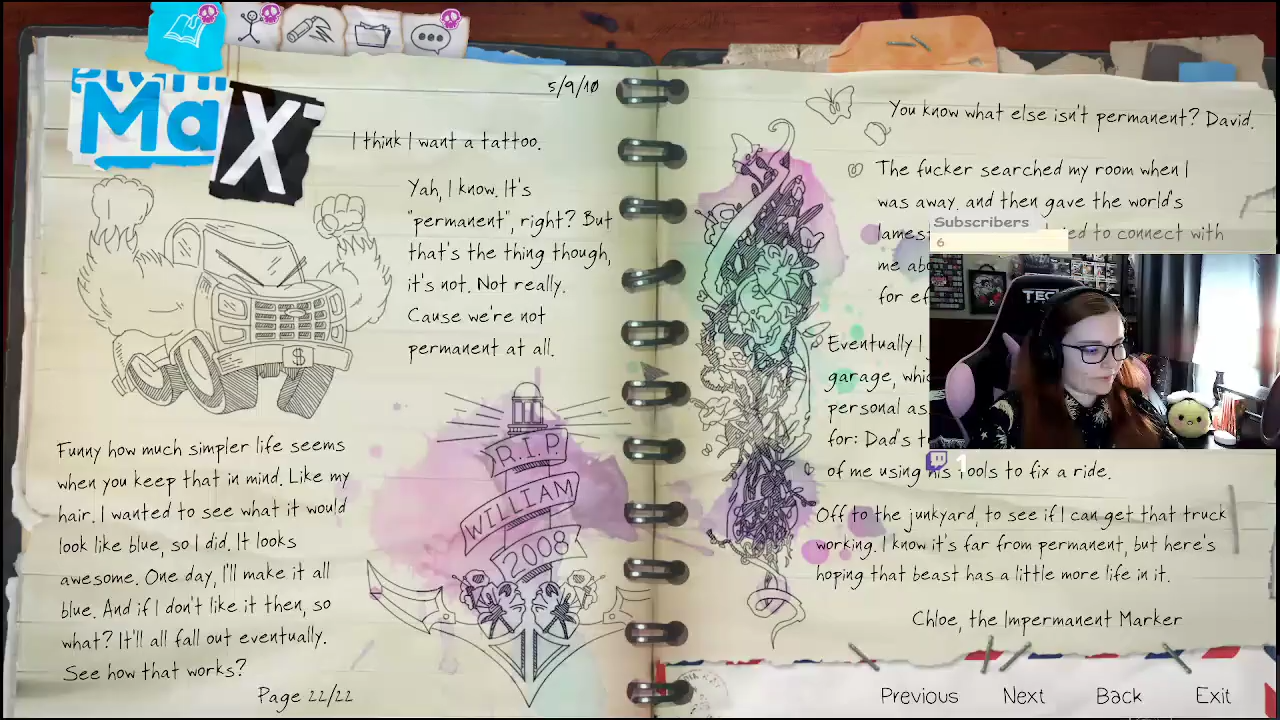 Ma
X
5/9/10
I think I want a tattoo.
Yah, I know. It's
"permanent", right? But
that's the thing though,
it's not. Not really.
Cause we're not
permanent at all.
$
Funny how much simpler life seems
when you keep that in mind. Like my
hair. I wanted to see what it would
look like blue, so I did. It looks
awesome. One day, I'll make it all
blue. And if I don't like it then, so
what? It'll all fall out eventually.
See how that works?
Page 22/22
R.I.P.
WILLIAM
2008
You know what else isn't permanent? David.
The fucker searched my room when I
was away, and then gave the world's
to connect with
me
for
Eventually I
garage,
personal
for: Dad's
of me using his tools to fix a ride.
Off to the junkyard, to see if I can get that truck
working. I know it's far from permanent, but here's
hoping that beast has a little more life in it.
Chloe, the Impermanent Marker
Subscribers
6
1
Previous Next Back Exit